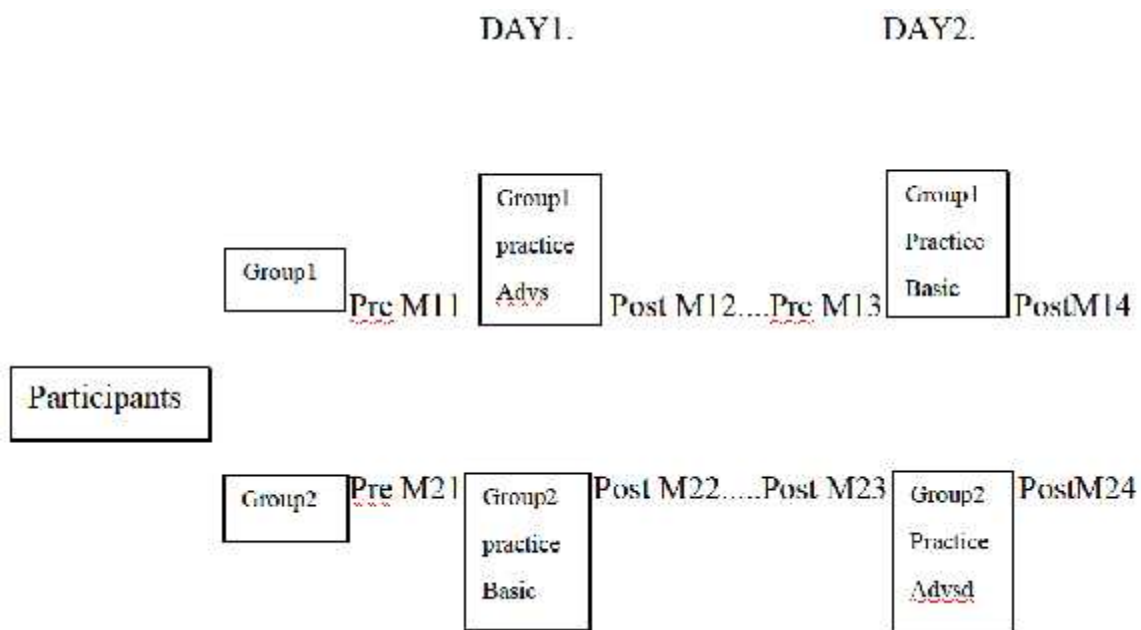 DAY1. DAY2.
Group1
practice
Advs
Group1
Practice
Basic
Group1
Pre M11 Post M12....Pre M13 PostM14
Participants
Group2
Pre M21 Post M22.....Post M23 PostM24
Group2
practice
Basic
Group2
Practice
Advsd